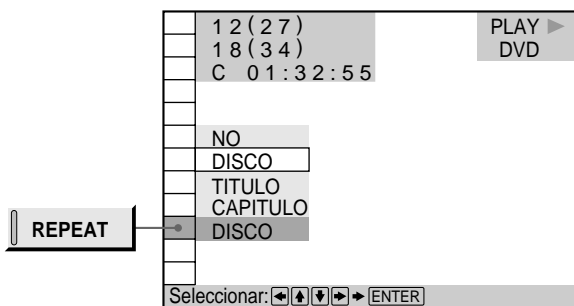 12(27)
PLAY
18(34)
DVD
C 01:32:55
NO
DISCO
TITULO
CAPITULO
REPEAT
DISCO
Seleccionar: ENTER